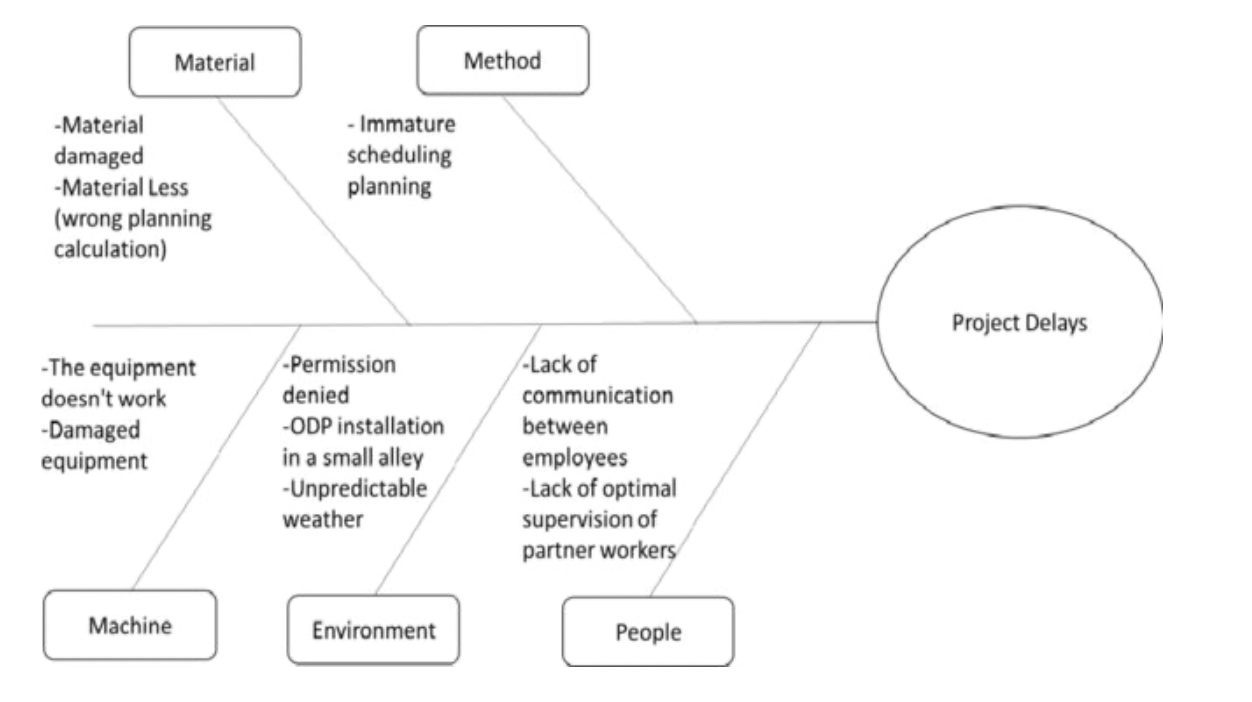 Material
Method
-Material
damaged
-Material Less
(wrong planning
calculation)
- Immature
scheduling
planning
Project Delays
-The equipment
doesn't work
-Damaged
equipment
-Permission
denied
-ODP installation
in a small alley
-Unpredictable
weather
-Lack of
communication
between
employees
-Lack of optimal
supervision of
partner workers
Machine
Environment
People